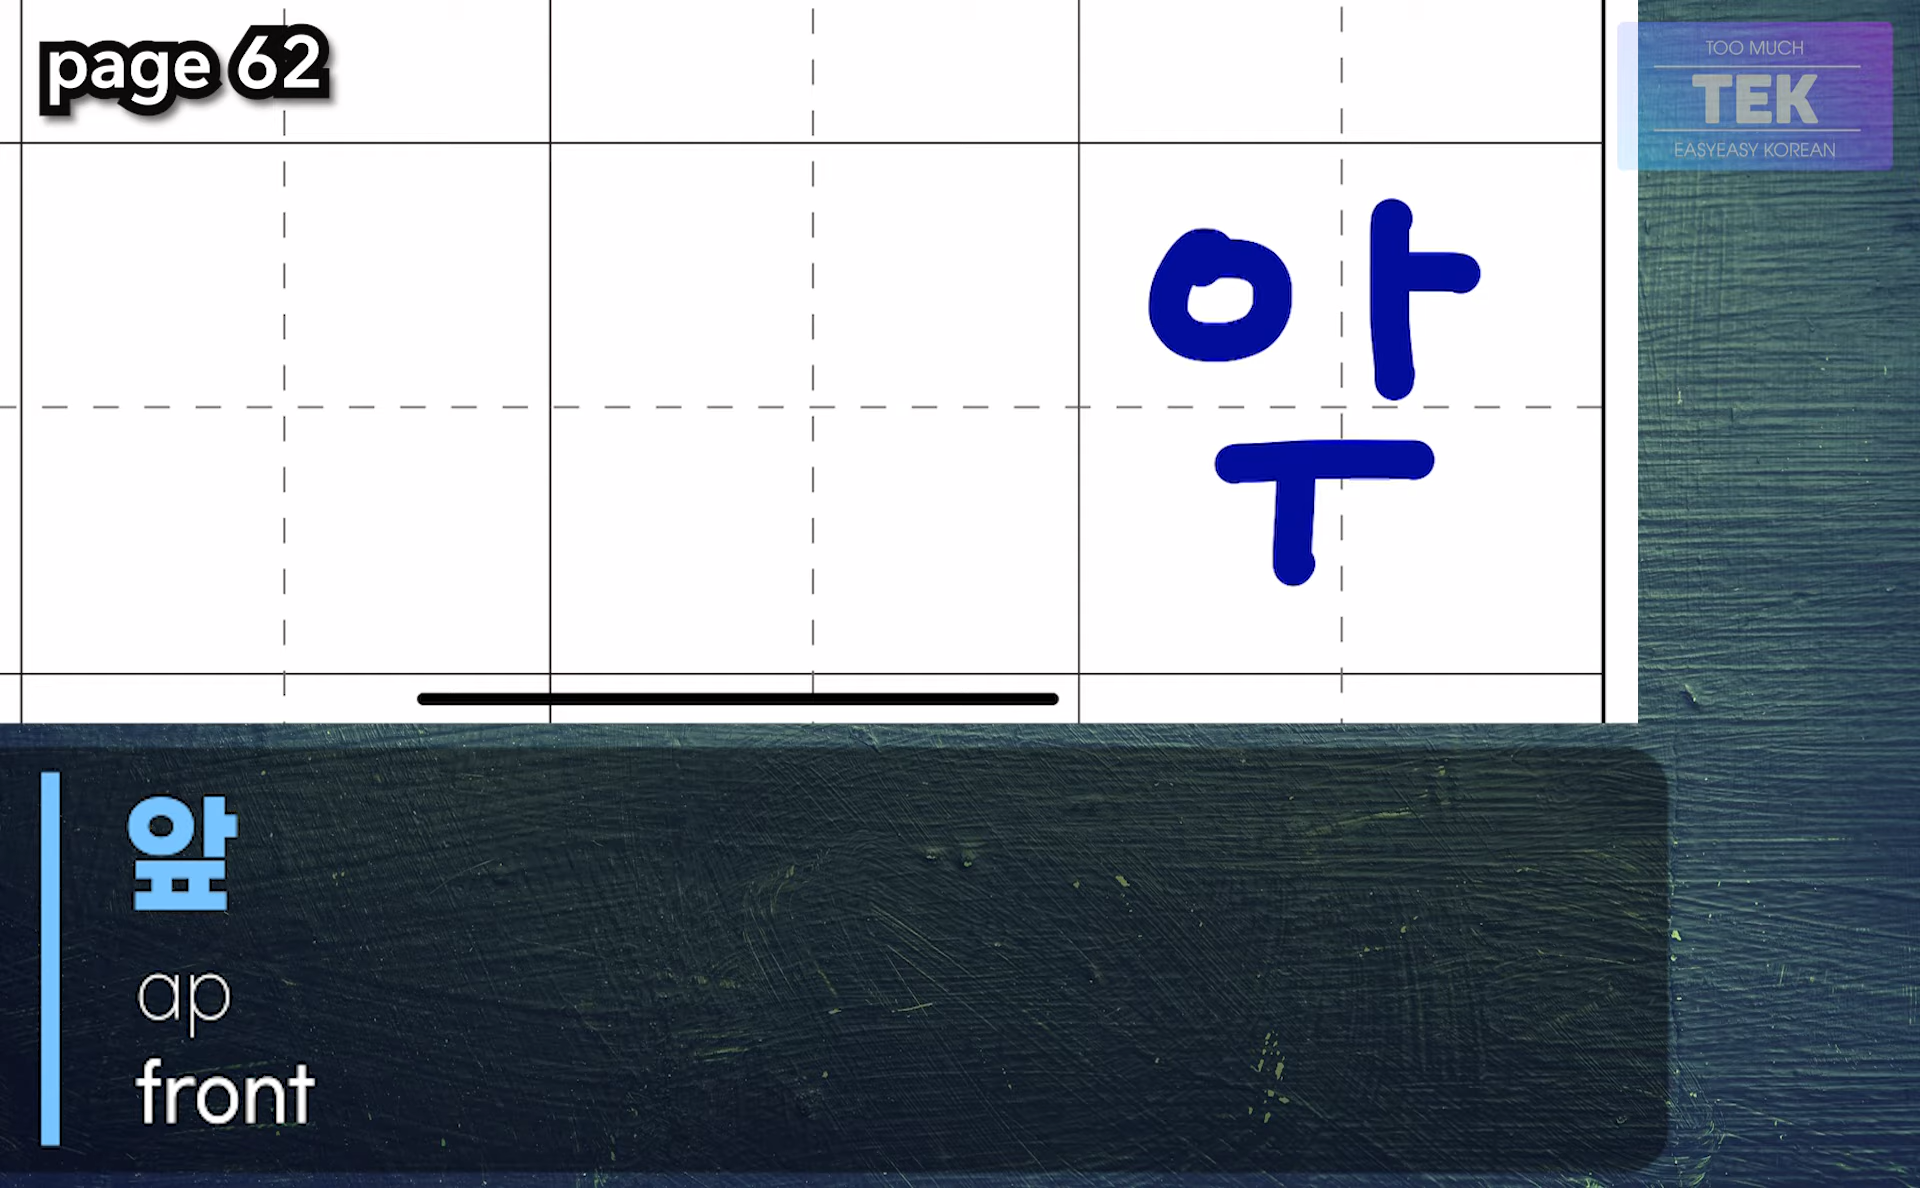 page 62
TOO MUCH
TEK
EASYEASY KOREAN
앞
ap
front